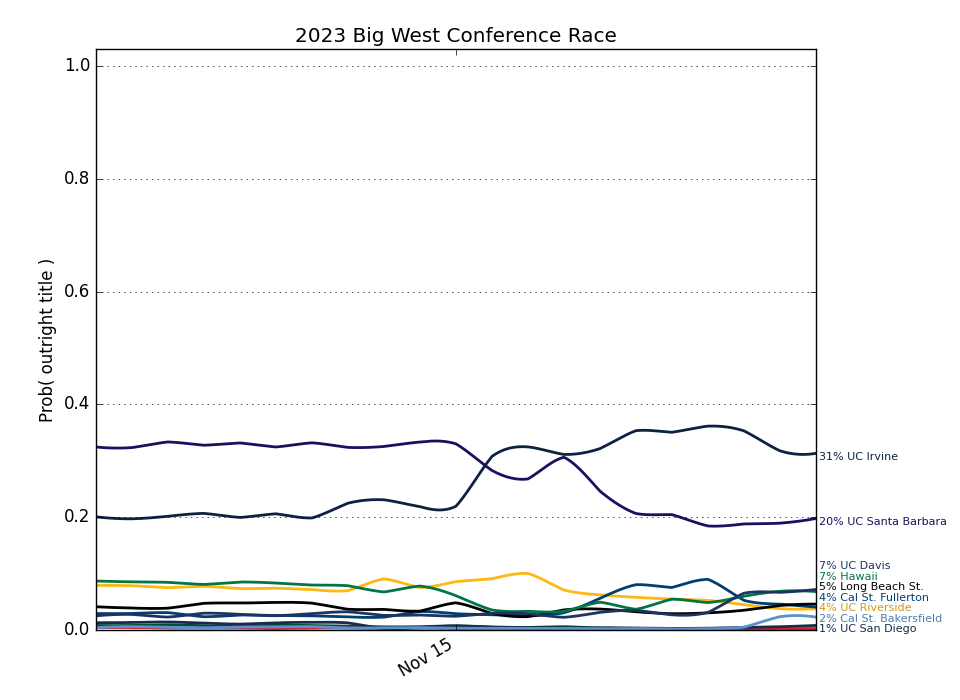 2023 Big West Conference Race
1.0
0.8
0.6
0.4
0.2
0.0
Prob( outright title )
Nov 15
31% UC Irvine
20% UC Santa Barbara
7% UC Davis
7% Hawaii
5% Long Beach St.
4% Cal St. Fullerton
4% UC Riverside
2% Cal St. Bakersfield
1% UC San Diego